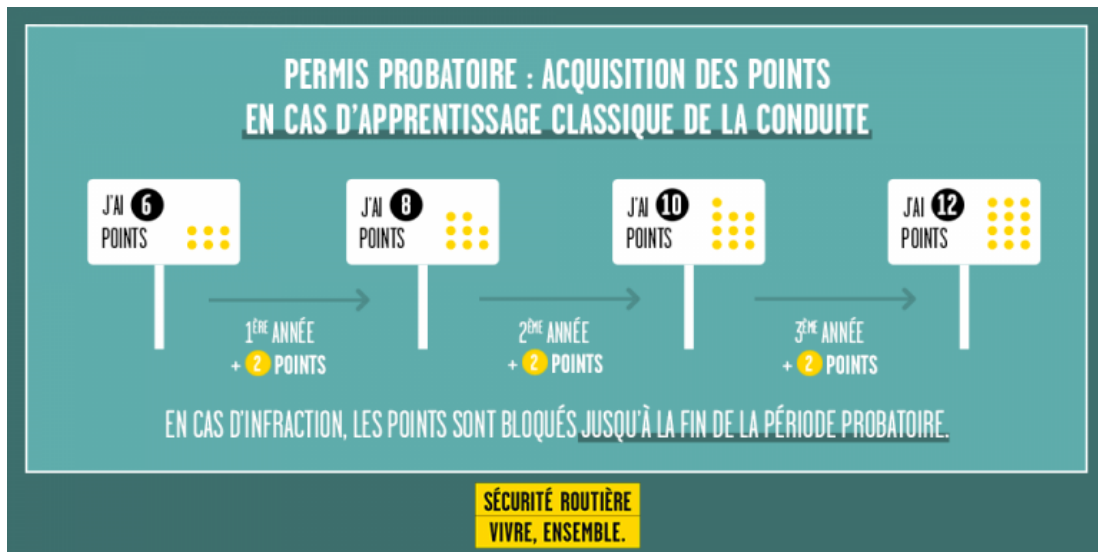 PERMIS PROBATOIRE : ACQUISITION DES POINTS
EN CAS D'APPRENTISSAGE CLASSIQUE DE LA CONDUITE
J'AI 6
POINTS
J'AI 8
POINTS
J'AI 10
POINTS
J'AI 12
POINTS
1ÈRE ANNÉE
+ 2 POINTS
2ÈME ANNÉE
+ 2 POINTS
3ÈME ANNÉE
+ 2 POINTS
EN CAS D'INFRACTION, LES POINTS SONT BLOQUÉS JUSQU'À LA FIN DE LA PÉRIODE PROBATOIRE.
SÉCURITÉ ROUTIÈRE
VIVRE, ENSEMBLE.